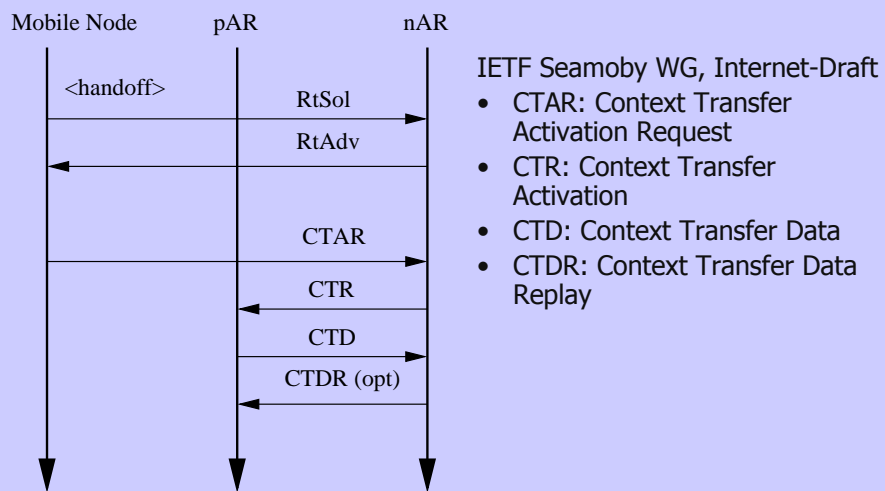 Mobile Node pAR nAR
<handoff>
RtSol
RtAdv
CTAR
CTR
CTD
CTDR (opt)
IETF Seamoby WG, Internet-Draft
• CTAR: Context Transfer
Activation Request
• CTR: Context Transfer
Activation
• CTD: Context Transfer Data
• CTDR: Context Transfer Data
Replay